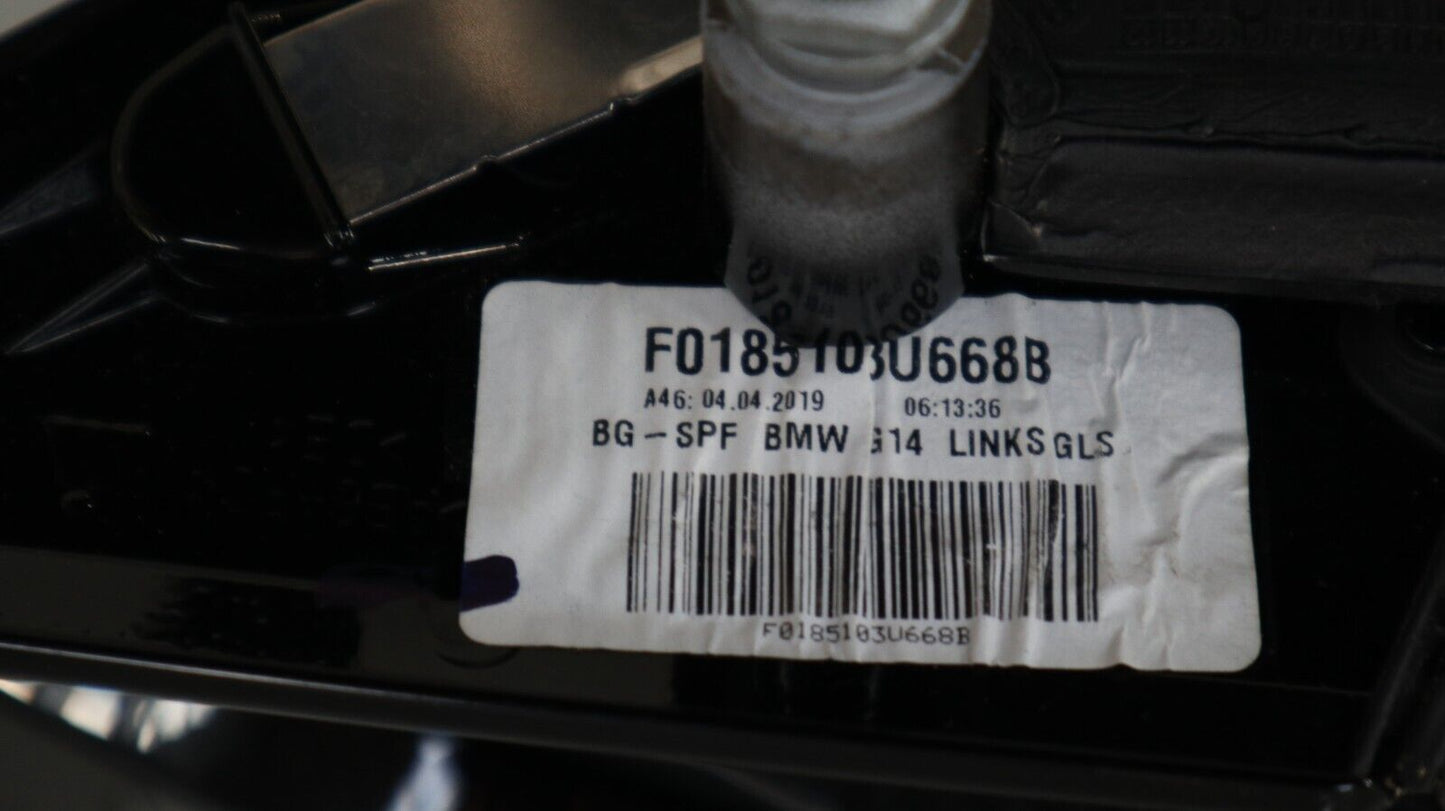 F0185103U668B
A46: 04.04.2019 06:13:36
BG-SPF BMW G14 LINKS GLS
F0185103U668B